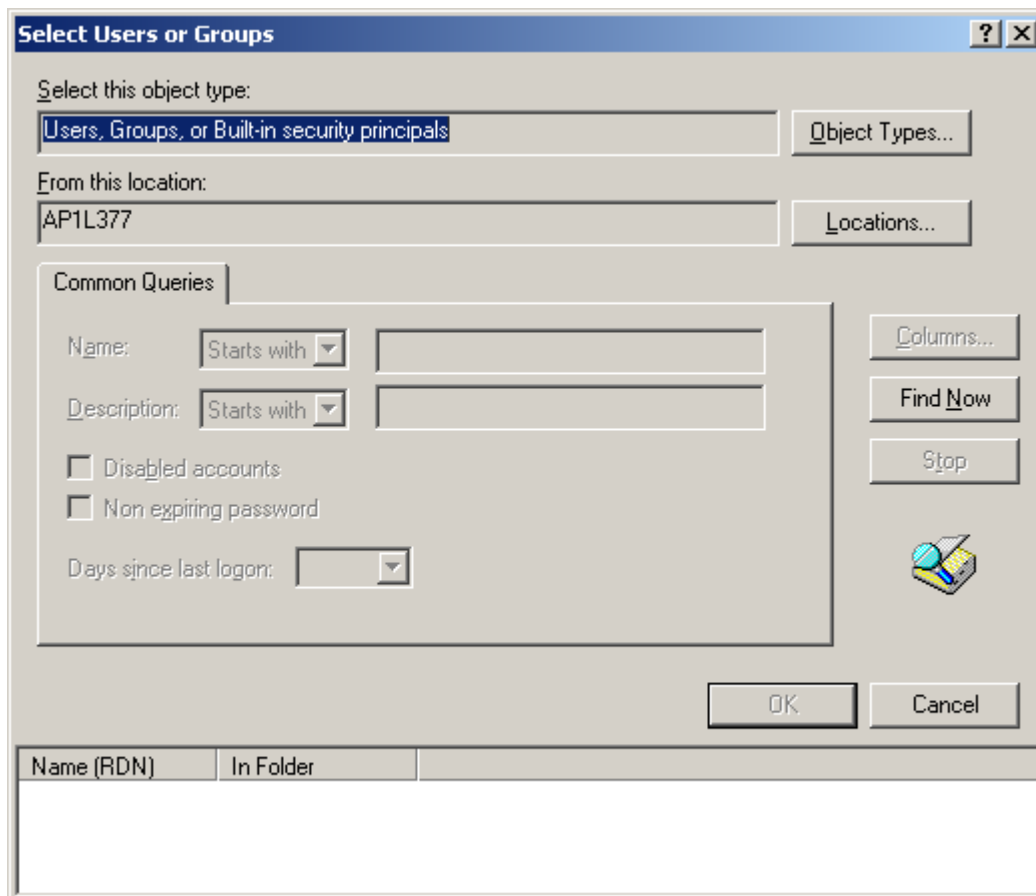 Select Users or Groups
Select this object type:
Users, Groups, or Built-in security principals
Object Types...
From this location:
AP1L377
Locations...
Common Queries
Name: Starts with
Columns...
Description: Starts with
Find Now
Disabled accounts
Stop
Non expiring password
Days since last logon:
OK Cancel
Name (RDN) In Folder